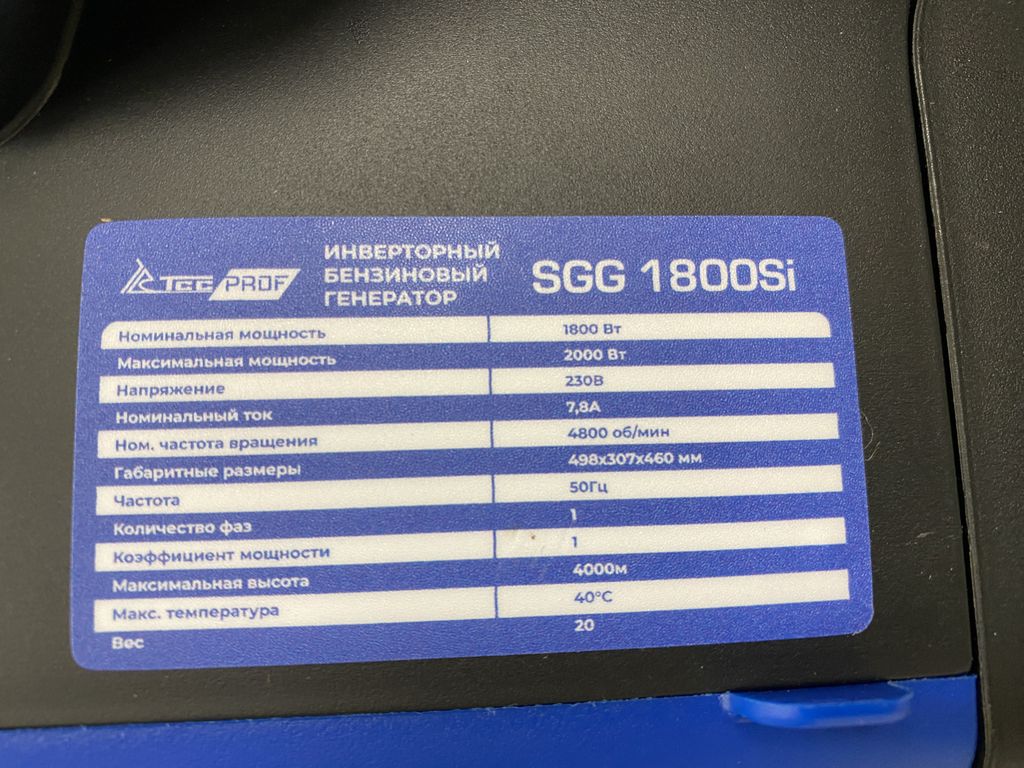 ТСС PROF
ИНВЕРТОРНЫЙ
БЕНЗИНОВЫЙ
ГЕНЕРАТОР
SGG 1800Si
Номинальная мощность 1800 Вт
Максимальная мощность 2000 Вт
Напряжение 230В
Номинальный ток 7,8А
Ном. частота вращения 4800 об/мин
Габаритные размеры 498x307x460 мм
Частота 50Гц
Количество фаз 1
Коэффициент мощности 1
Максимальная высота 4000м
Макс. температура 40°С
Вес 20